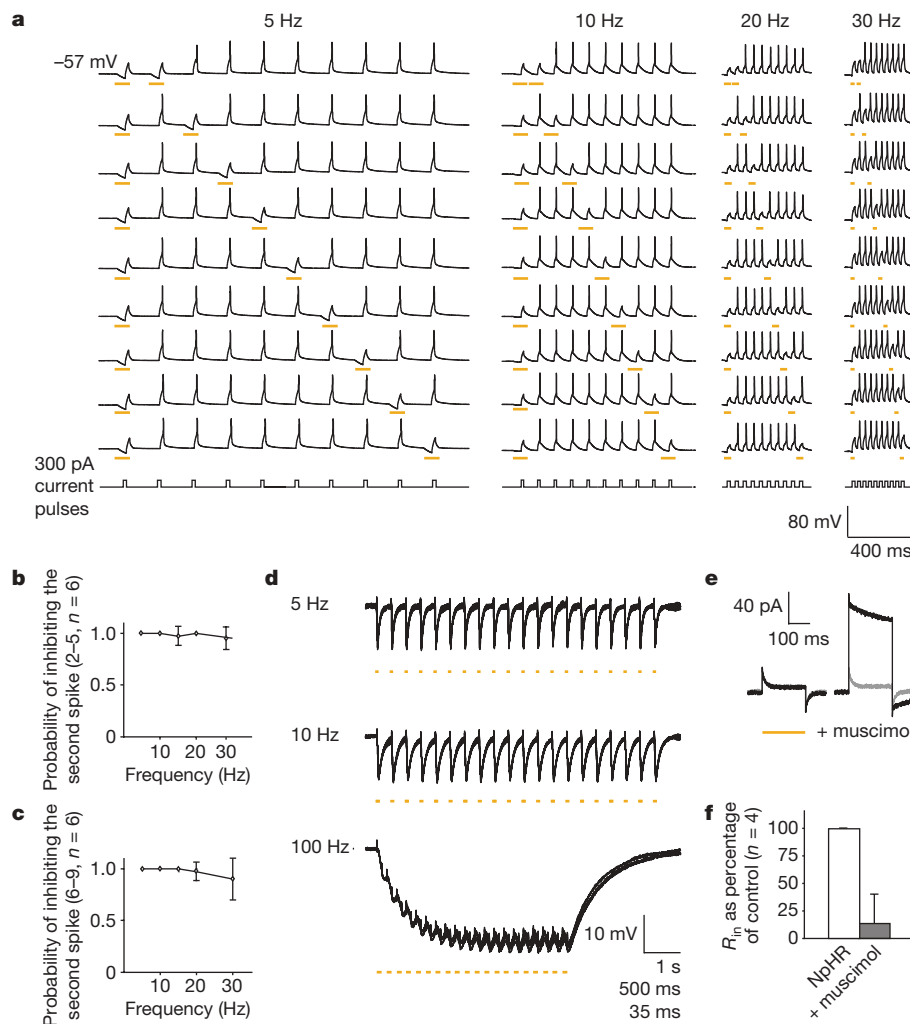 a
5 Hz
10 Hz
20 Hz
30 Hz
–57 mV
300 pA
current
pulses
80 mV
400 ms
b
Probability of inhibiting the
second spike (2–5, n = 6)
1.0
0.5
0
10
20
30
Frequency (Hz)
c
Probability of inhibiting the
second spike (6–9, n = 6)
1.0
0.5
0
10
20
30
Frequency (Hz)
d
5 Hz
10 Hz
100 Hz
10 mV
1 s
500 ms
35 ms
e
40 pA
100 ms
+ muscimol
f
Rin as percentage
of control (n = 4)
100
75
50
25
0
NpHR
+ muscimol